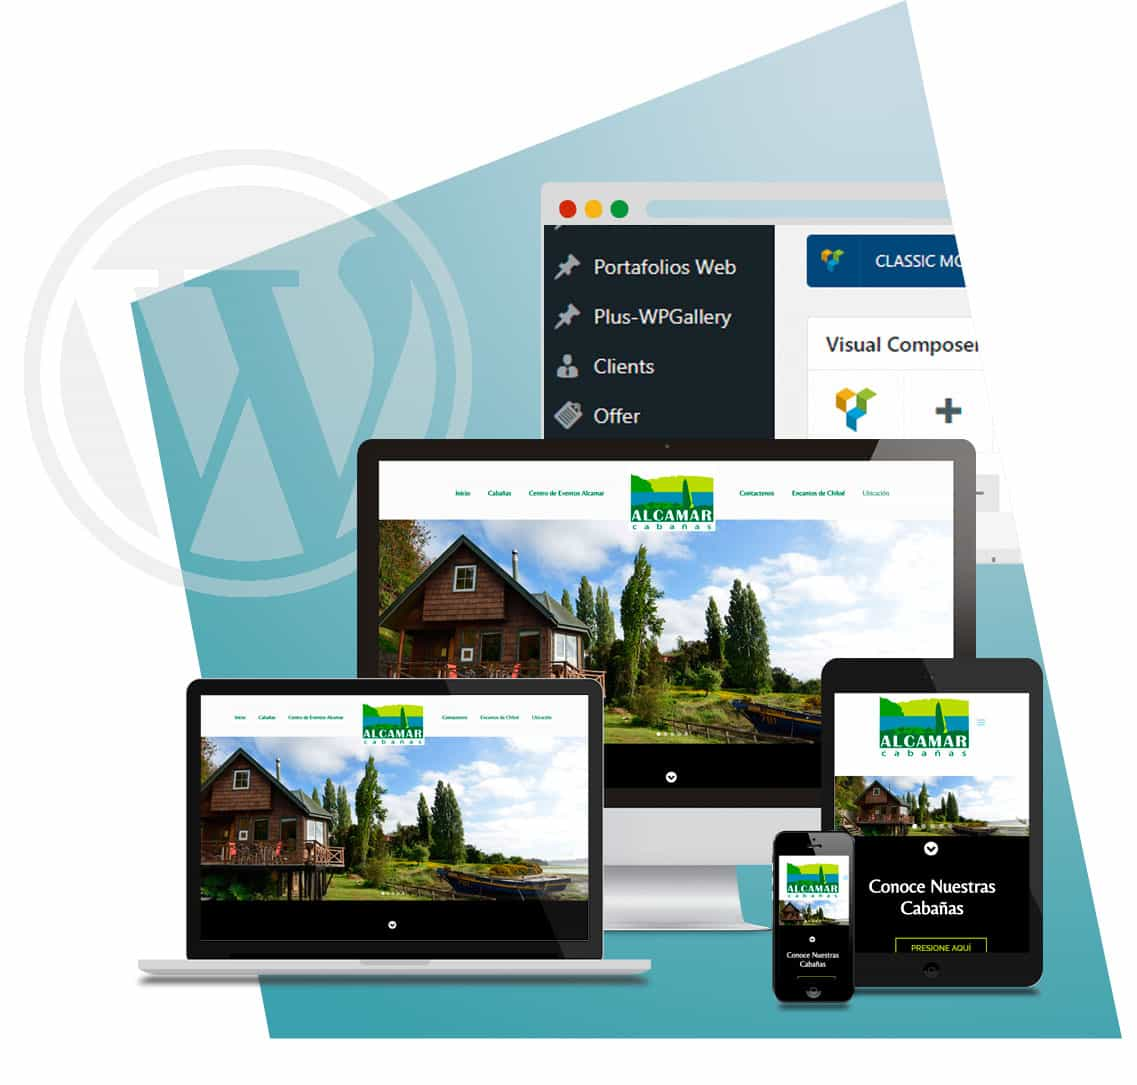 Portafolios Web
CLASSIC MO
Plus-WPGallery
Visual Composer
Clients
Offer
Inicio Cabañas Centro de Eventos Alcamar
ALCAMAR
cabañas
Contactenos Encantos de Chiloé Ubicación
Inicio Cabañas Centro de Eventos Alcamar
ALCAMAR
cabañas
Contactenos Encantos de Chiloé Ubicación
ALCAMAR
cabañas
Conoce Nuestras
Cabañas
PRESIONE AQUÍ
ALCAMAR
cabañas
Conoce Nuestras
Cabañas